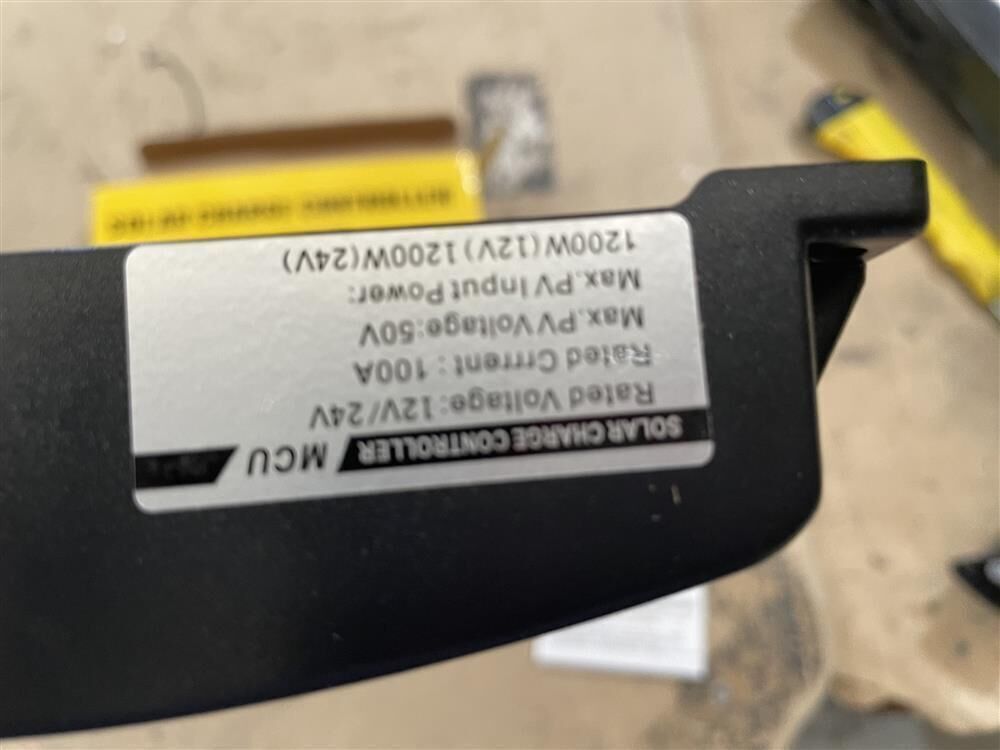 SOLAR CHARGE CONTROLLER MCU
Rated Voltage:12V/24V
Rated Crrrent : 100A
Max.PV Voltage:50V
Max.PV Input Power:
1200W(12V) 1200W(24V)